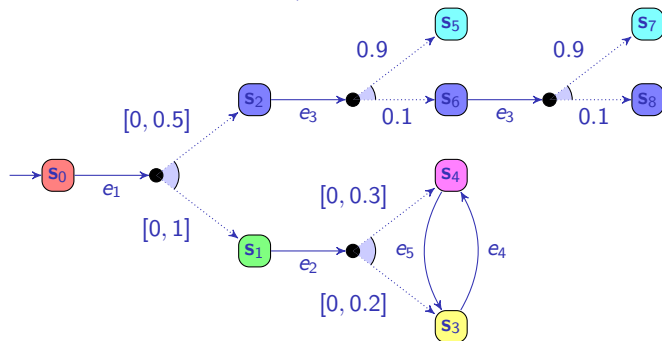 s5 s7
0.9 0.9
s2 e3 s6 e3 s8
0.1 0.1
[0, 0.5]
s0 e1 s4
[0, 0.3]
[0, 1]
s1 e2 e5 e4
[0, 0.2]
s3